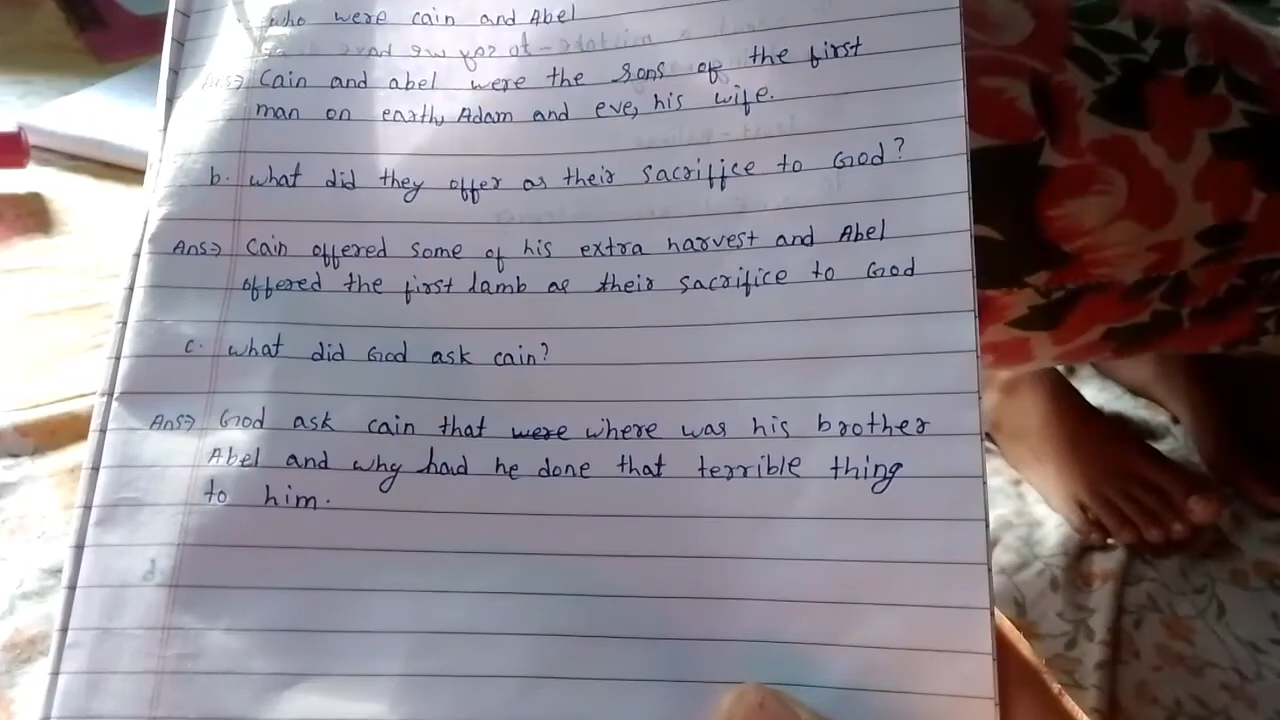 who were cain and Abel
Ans→ Cain and abel were the sons of the first
man on earth, Adam and eve, his wife.
b. what did they offer as their sacrifice to God?
Ans→ Cain offered some of his extra harvest and Abel
offered the first lamb as their sacrifice to God
c. what did God ask cain?
Ans→ God ask cain that were where was his brother
Abel and why had he done that terrible thing
to him.